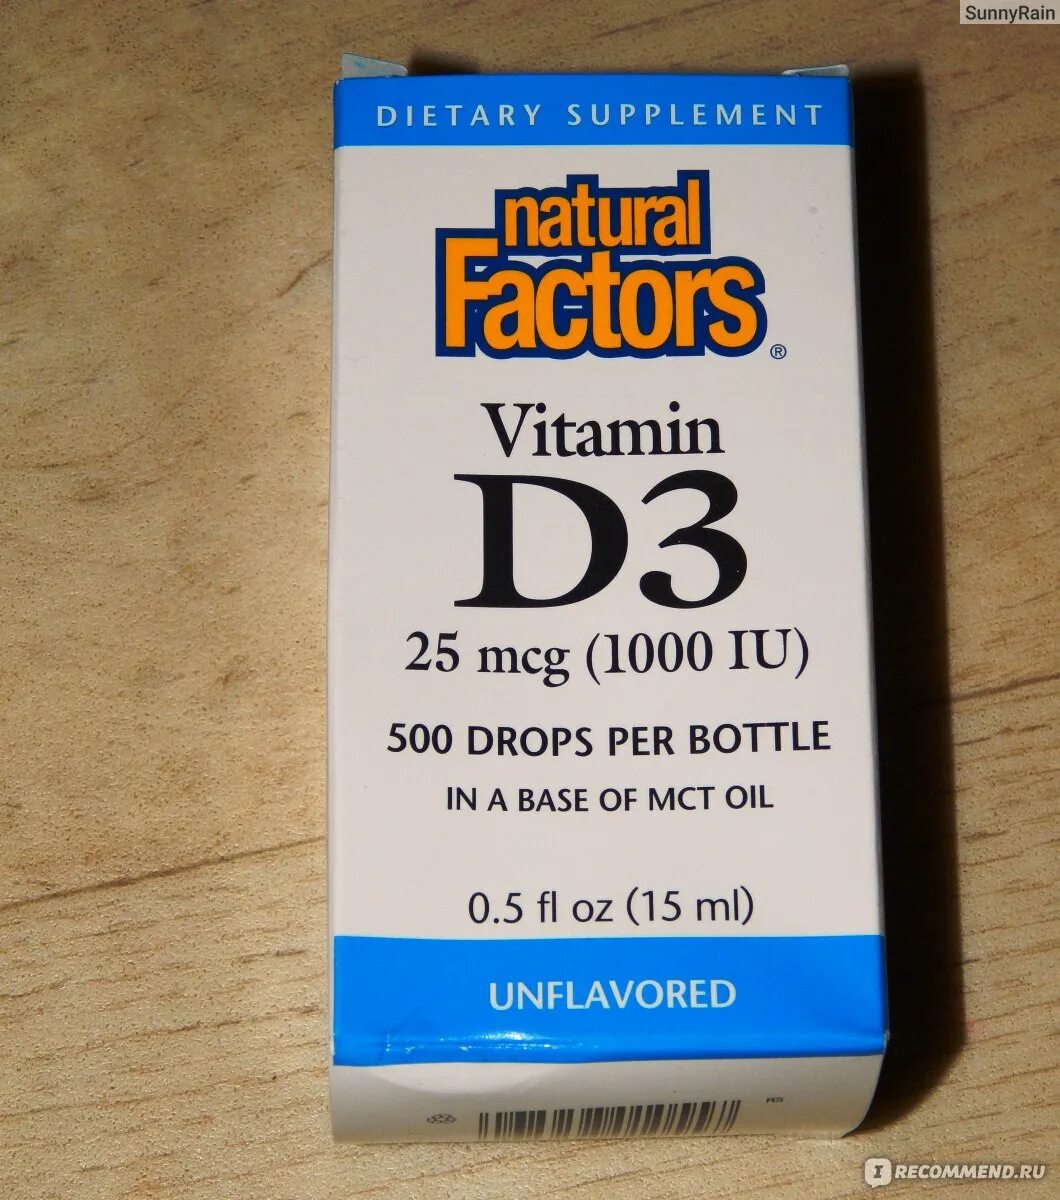 SunnyRain
DIETARY SUPPLEMENT
natural
Factors®
Vitamin
D3
25 mcg (1000 IU)
500 DROPS PER BOTTLE
IN A BASE OF MCT OIL
0.5 fl oz (15 ml)
UNFLAVORED
R5
I RECOMMEND.RU